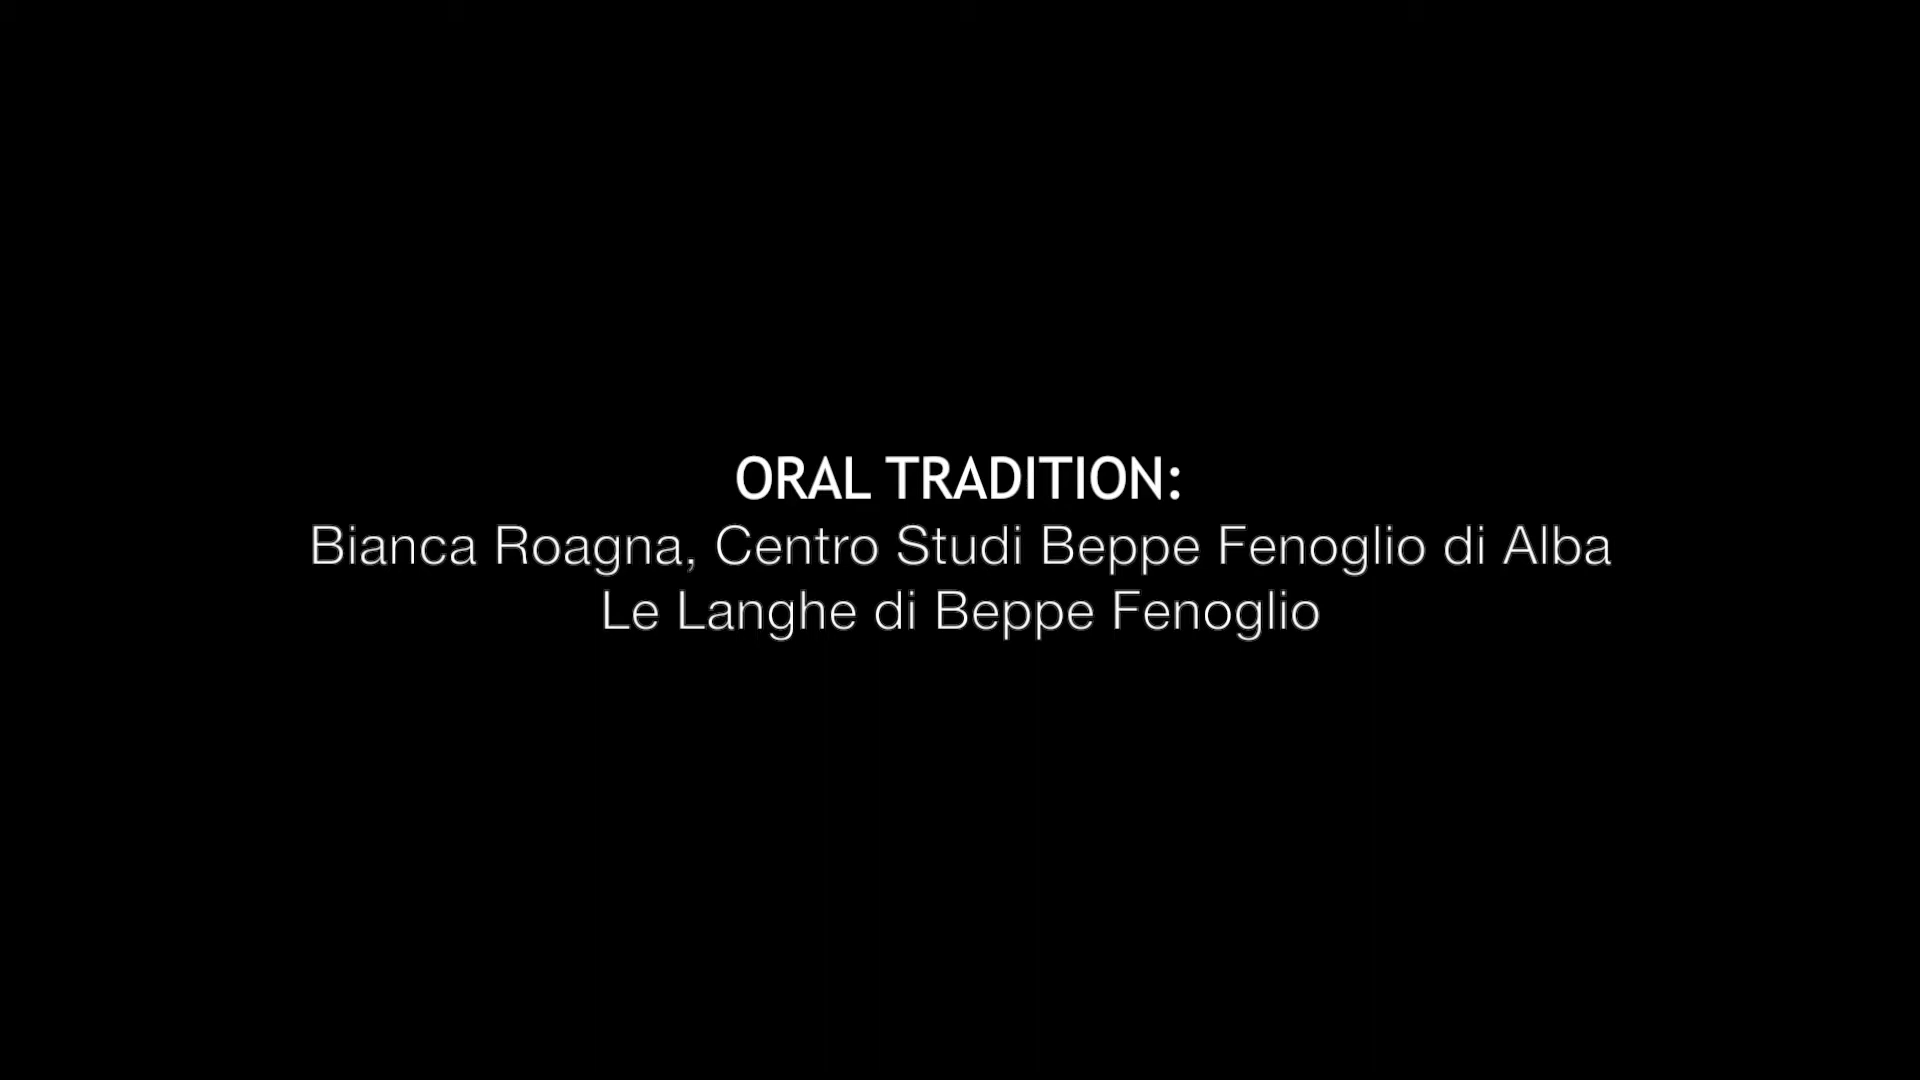 ORAL TRADITION:
Bianca Roagna, Centro Studi Beppe Fenoglio di Alba
Le Langhe di Beppe Fenoglio